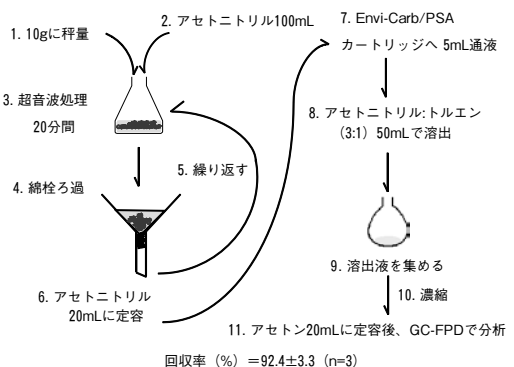 1. 10gに秤量
2. アセトニトリル100mL
3. 超音波処理
20分間
4. 綿栓ろ過
5. 繰り返す
6. アセトニトリル
20mLに定容
7. Envi-Carb/PSA
カートリッジへ 5mL通液
8. アセトニトリル:トルエン
(3:1) 50mLで溶出
9. 溶出液を集める
10. 濃縮
11. アセトン20mLに定容後、GC-FPDで分析
回収率（%）＝92.4±3.3（n=3）